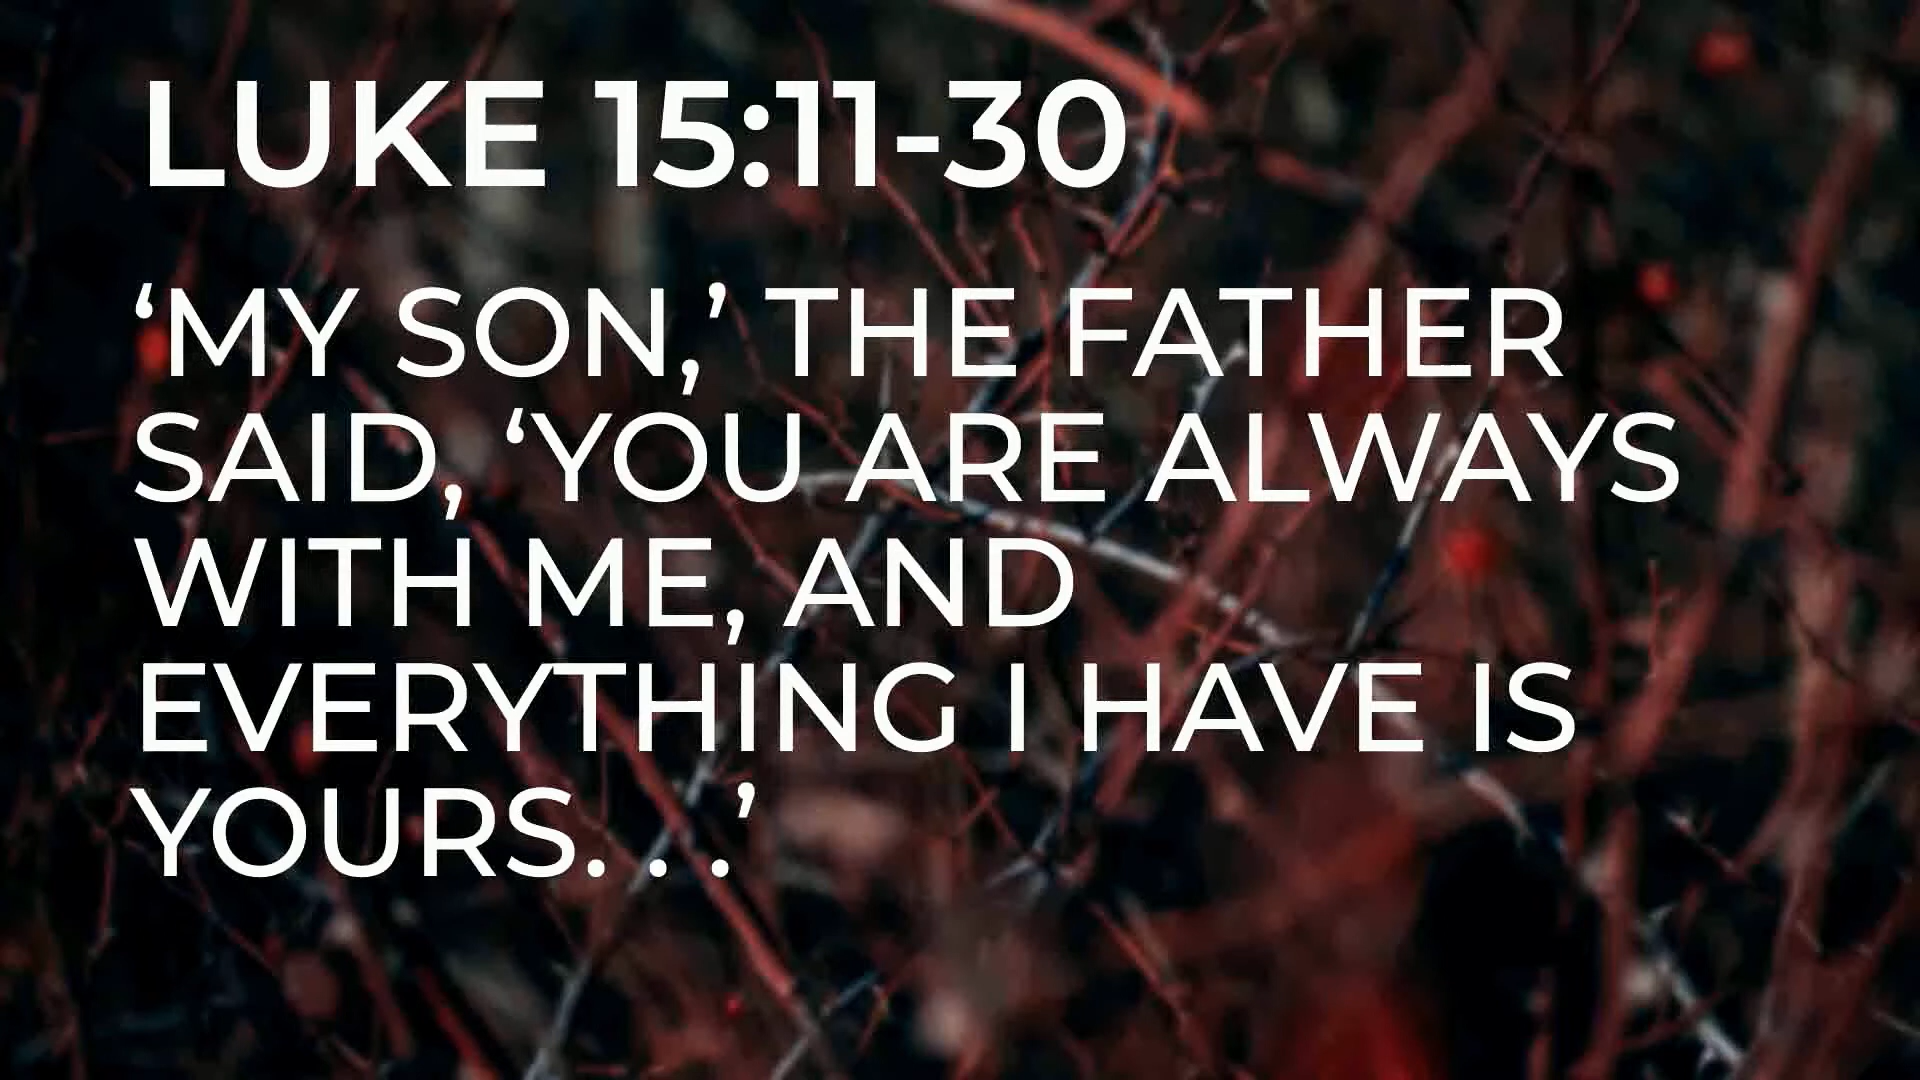 LUKE 15:11-30
‘MY SON,’ THE FATHER
SAID, ‘YOU ARE ALWAYS
WITH ME, AND
EVERYTHING I HAVE IS
YOURS. . .’